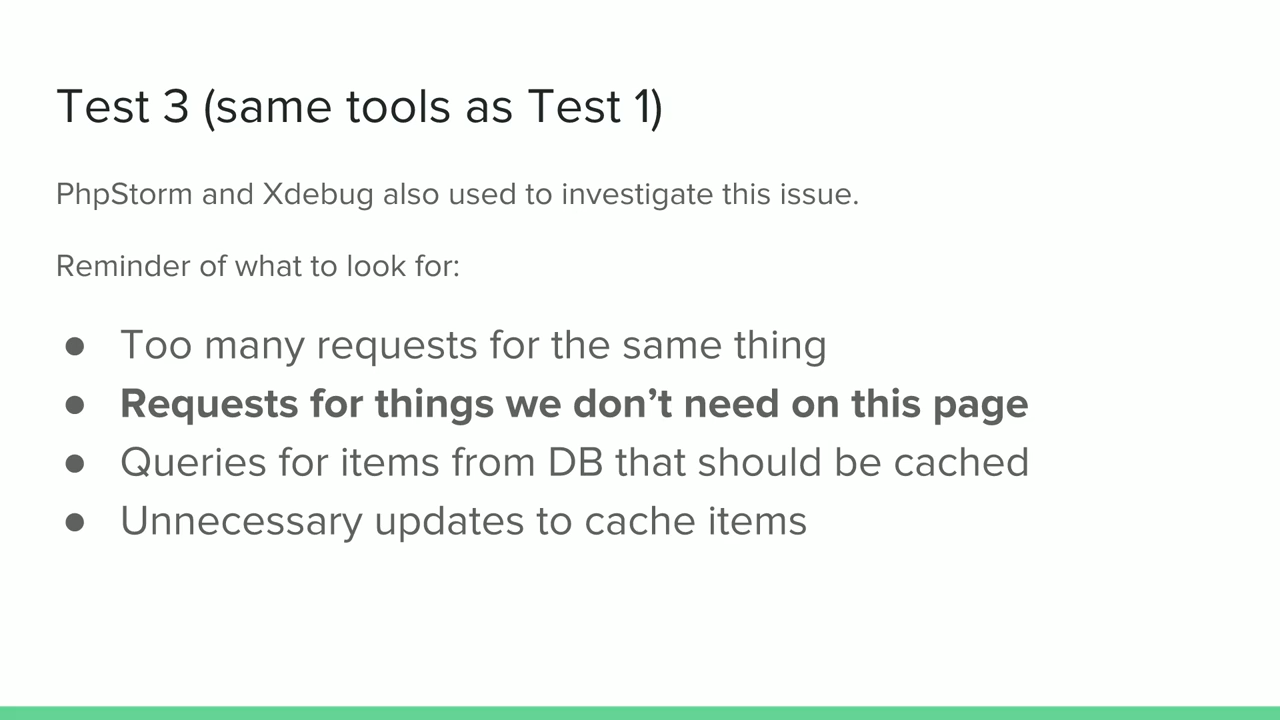 Test 3 (same tools as Test 1)
PhpStorm and Xdebug also used to investigate this issue.
Reminder of what to look for:
● Too many requests for the same thing
● Requests for things we don’t need on this page
● Queries for items from DB that should be cached
● Unnecessary updates to cache items